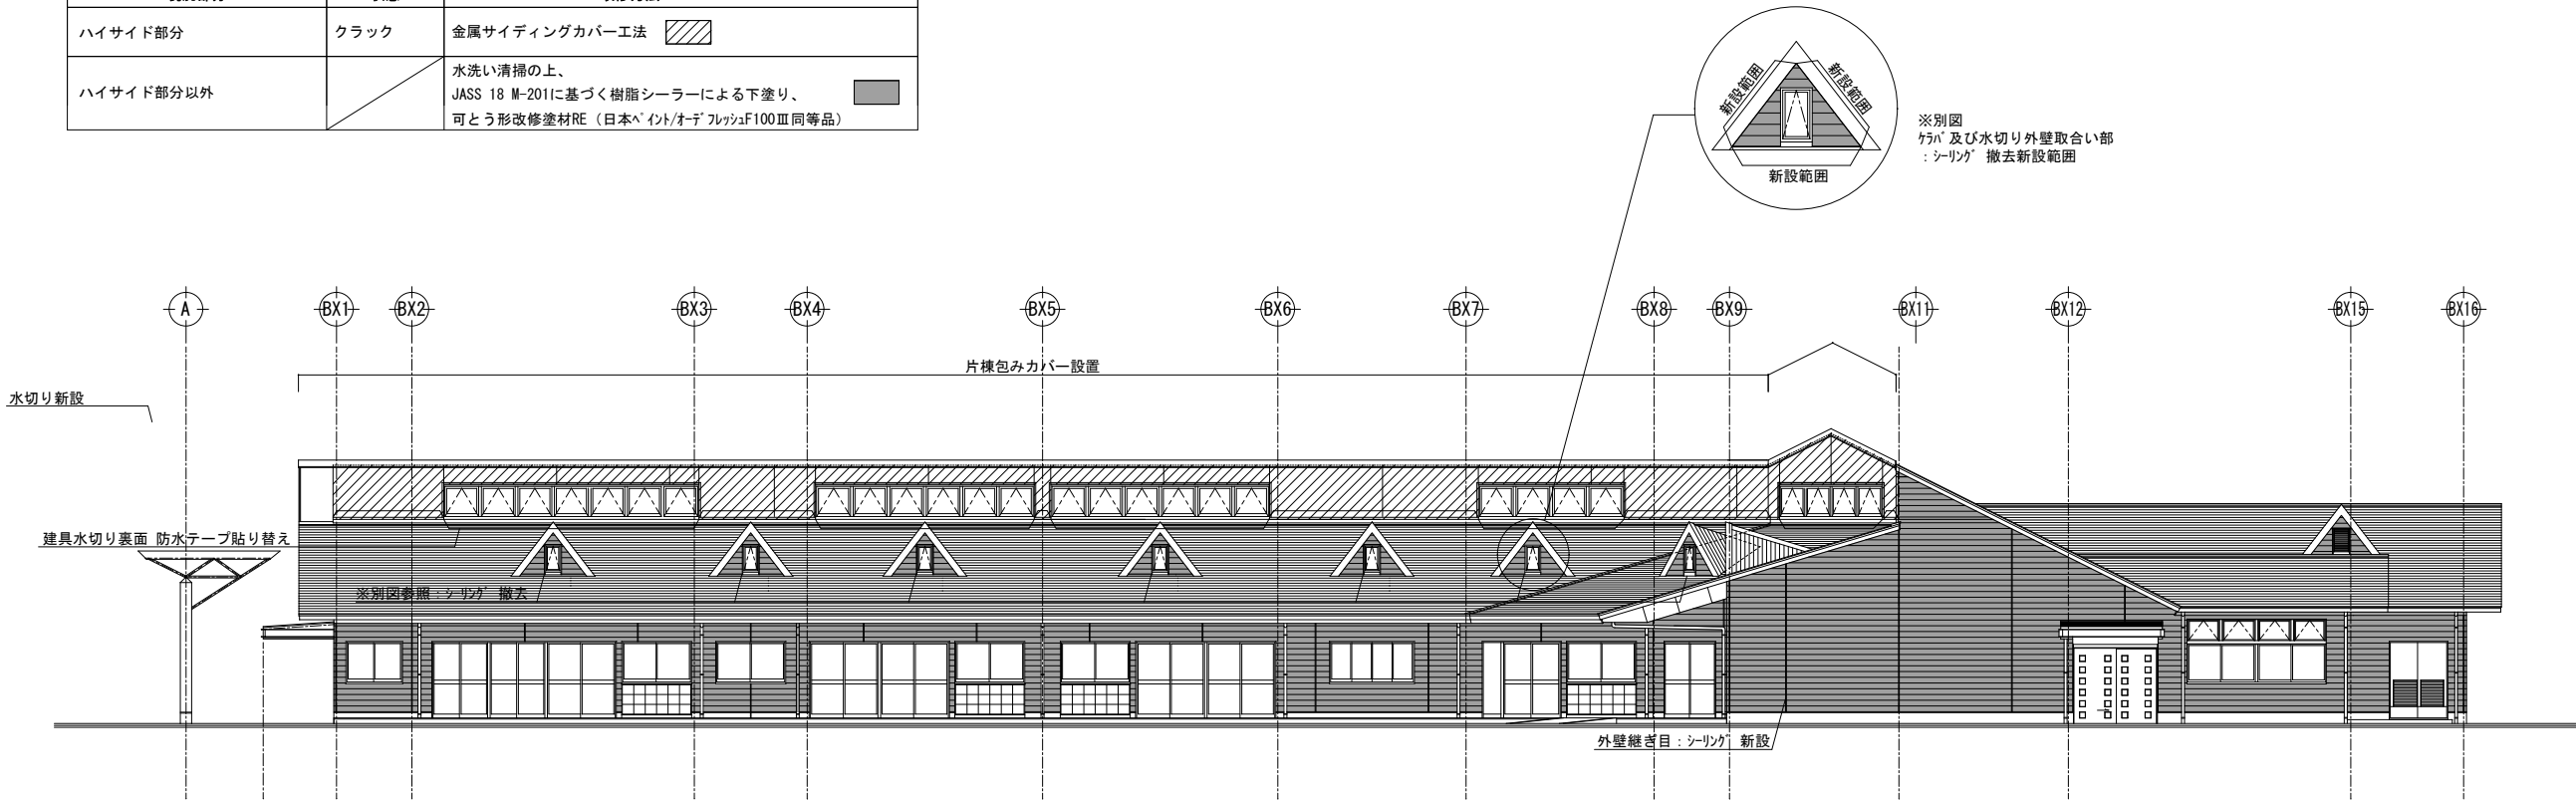 ハイサイド部分 クラック 金属サイディングカバー工法
ハイサイド部分以外
水洗い清掃の上、
JASS 18 M-201に基づく樹脂シーラーによる下塗り、
可とう形改修塗材RE（日本ﾍﾟｲﾝﾄ/ｵｰﾃﾞﾌﾚｯｼｭF100Ⅲ同等品）
新設範囲
新設範囲
新設範囲
※別図
ｹﾗﾊﾞ及び水切り外壁取合い部
：ｼｰﾘﾝｸﾞ 撤去新設範囲
A BX1 BX2 BX3 BX4 BX5 BX6 BX7 BX8 BX9 BX11 BX12 BX15 BX16
片棟包みカバー設置
水切り新設
建具水切り裏面 防水テープ貼り替え
※別図参照：ｼｰﾘﾝｸﾞ 撤去
外壁継ぎ目：ｼｰﾘﾝｸﾞ 新設